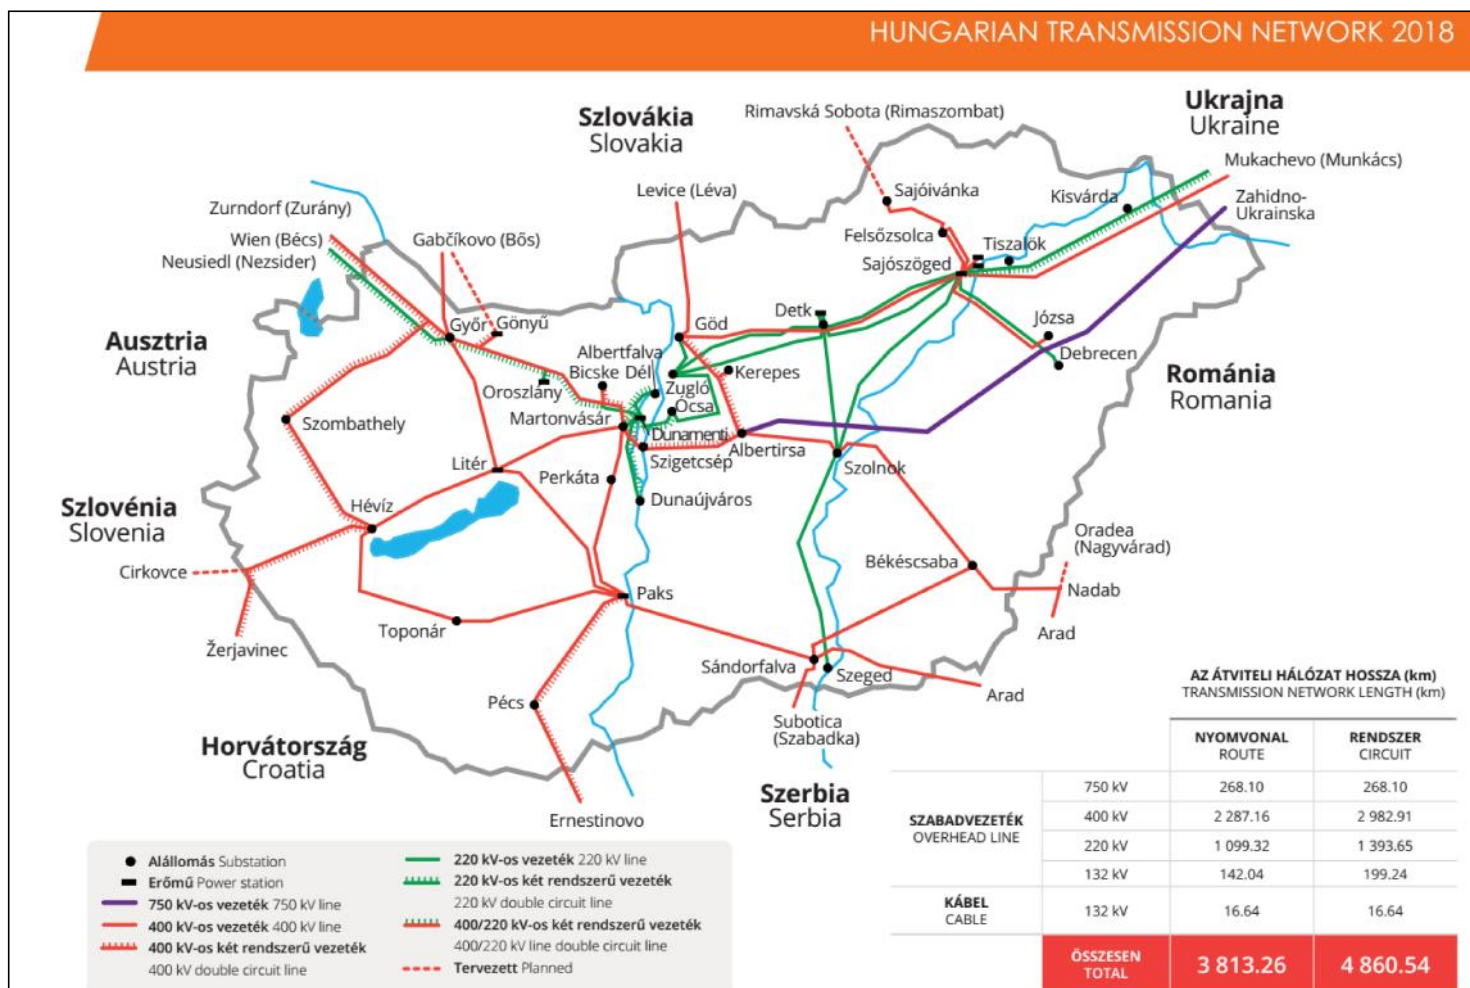 HUNGARIAN TRANSMISSION NETWORK 2018
Szlovákia
Slovakia
Rimavská Sobota (Rimaszombat)
Ukrajna
Ukraine
Mukachevo (Munkács)
Zahidno-
Ukrainska
Levice (Léva)
Sajóivánka
Kisvárda
Zurndorf (Zurány)
Wien (Bécs)
Neusiedl (Nezsider)
Gabčíkovo (Bős)
Felsőzsolca
Tiszalök
Sajószöged
Ausztria
Austria
Győr
Gönyű
Göd
Detk
Józsa
Debrecen
Románia
Romania
Albertfalva
Bicske Dél
Oroszlány
Zugló
Kerepes
Ócsa
Martonvásár
Dunamenti
Albertirsa
Szigetcsép
Szolnok
Szombathely
Litér
Perkáta
Dunaújváros
Hévíz
Szlovénia
Slovenia
Cirkovce
Oradea
(Nagyvárad)
Békéscsaba
Nadab
Arad
Paks
Toponár
Žerjavinec
Sándorfalva
Szeged
Arad
Pécs
Subotica
(Szabadka)
Horvátország
Croatia
Szerbia
Serbia
Ernestinovo
Alállomás Substation
Erőmű Power station
750 kV-os vezeték 750 kV line
400 kV-os vezeték 400 kV line
400 kV-os két rendszerű vezeték
400 kV double circuit line
220 kV-os vezeték 220 kV line
220 kV-os két rendszerű vezeték
220 kV double circuit line
400/220 kV-os két rendszerű vezeték
400/220 kV line double circuit line
Tervezett Planned
AZ ÁTVITELI HÁLÓZAT HOSSZA (km)
TRANSMISSION NETWORK LENGTH (km)
NYOMVONAL RENDSZER
ROUTE CIRCUIT
SZABADVEZETÉK
OVERHEAD LINE
750 kV 268.10 268.10
400 kV 2 287.16 2 982.91
220 kV 1 099.32 1 393.65
132 kV 142.04 199.24
KÁBEL
CABLE
132 kV 16.64 16.64
ÖSSZESEN
TOTAL
3 813.26 4 860.54